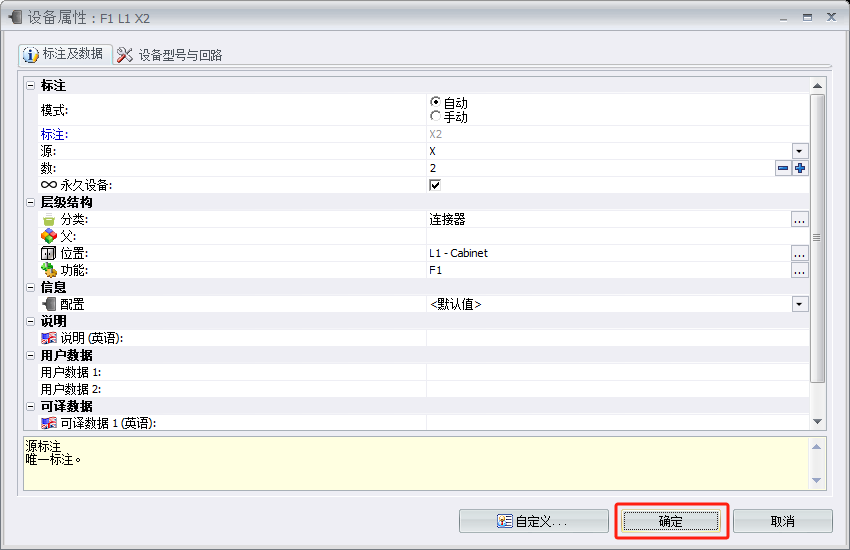 设备属性：F1 L1 X2
标注及数据 设备型号与回路
标注
模式: 自动
手动
标注: X2
源: X
数: 2
永久设备:
层级结构
分类: 连接器 ...
父:
位置: L1 - Cabinet ...
功能: F1 ...
信息
配置 <默认值>
说明
说明 (英语):
用户数据
用户数据 1:
用户数据 2:
可译数据
可译数据 1 (英语):
源标注
唯一标注。
自定义... 确定 取消